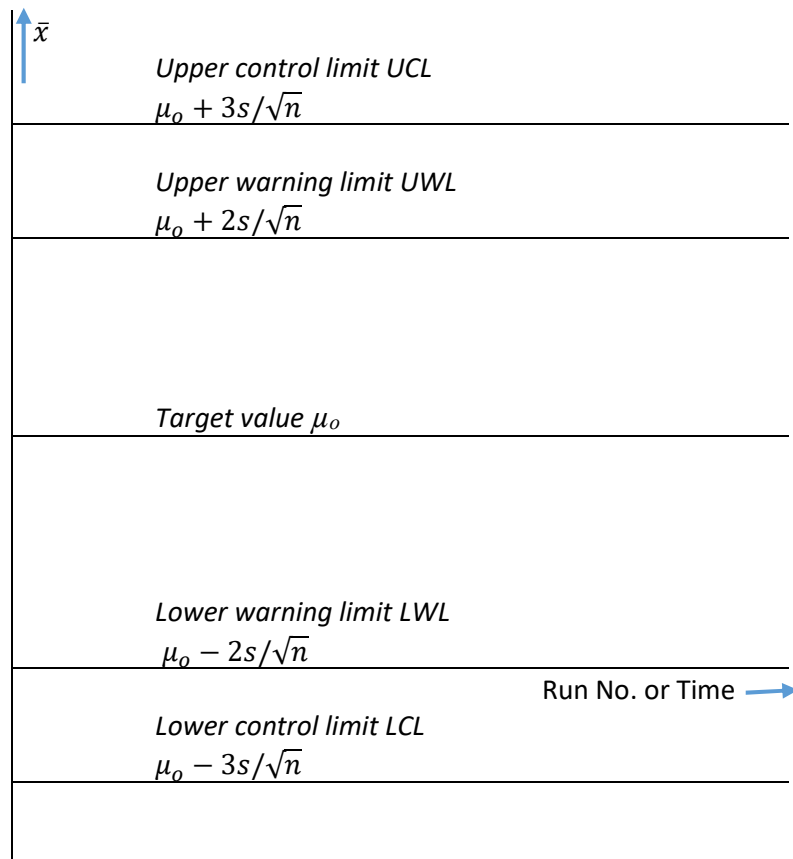 x̄
Upper control limit UCL
μₒ + 3s/√n
Upper warning limit UWL
μₒ + 2s/√n
Target value μₒ
Lower warning limit LWL
μₒ − 2s/√n
Run No. or Time
Lower control limit LCL
μₒ − 3s/√n